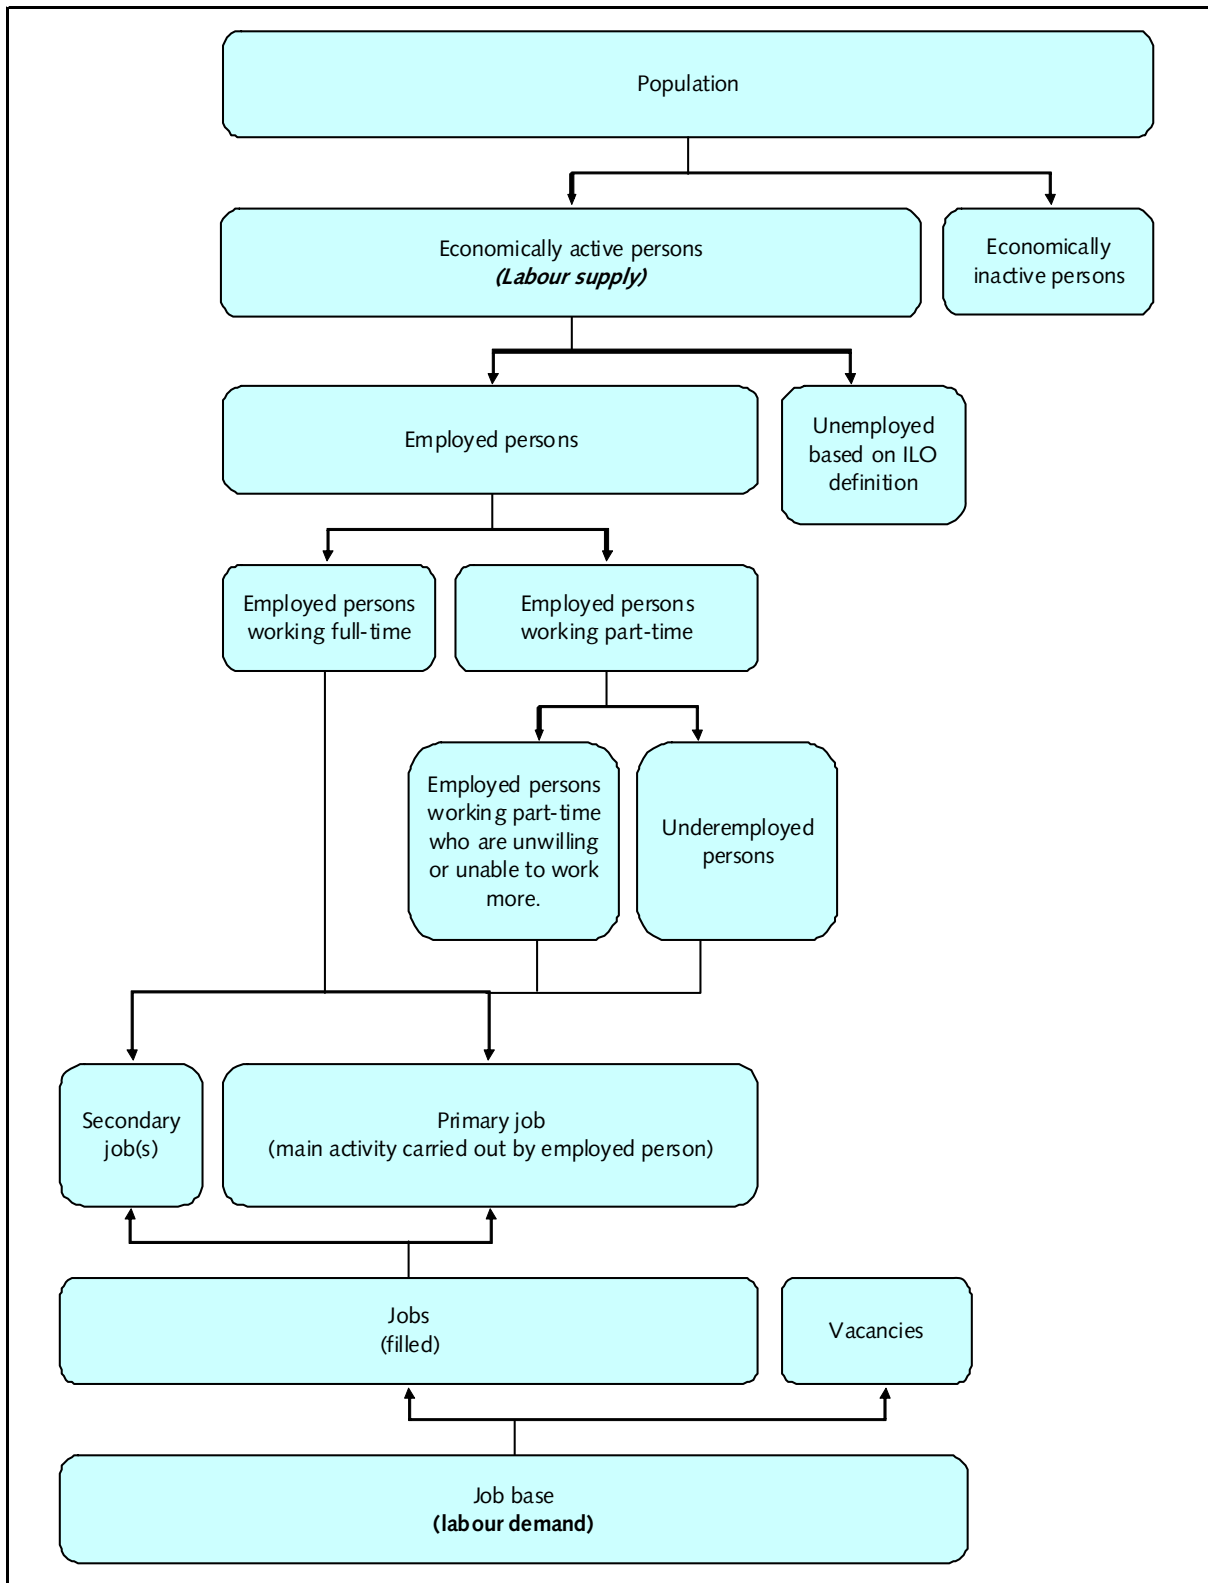 Population
Economically active persons
(Labour supply)
Economically
inactive persons
Employed persons
Unemployed
based on ILO
definition
Employed persons
working full-time
Employed persons
working part-time
Employed persons
working part-time
who are unwilling
or unable to work
more.
Underemployed
persons
Secondary
job(s)
Primary job
(main activity carried out by employed person)
Jobs
(filled)
Vacancies
Job base
(labour demand)